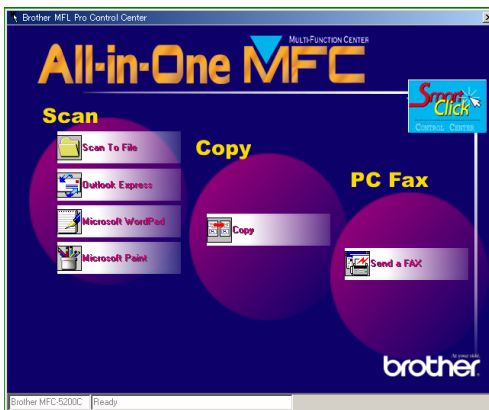 Brother MFL Pro Control Center
All-in-One MFC
MULTI-FUNCTION CENTER
Smart Click
CONTROL CENTER
Scan
Scan To File
Outlook Express
Microsoft WordPad
Microsoft Paint
Copy
Copy
PC Fax
Send a FAX
At your side.
brother
Brother MFC-5200C
Ready